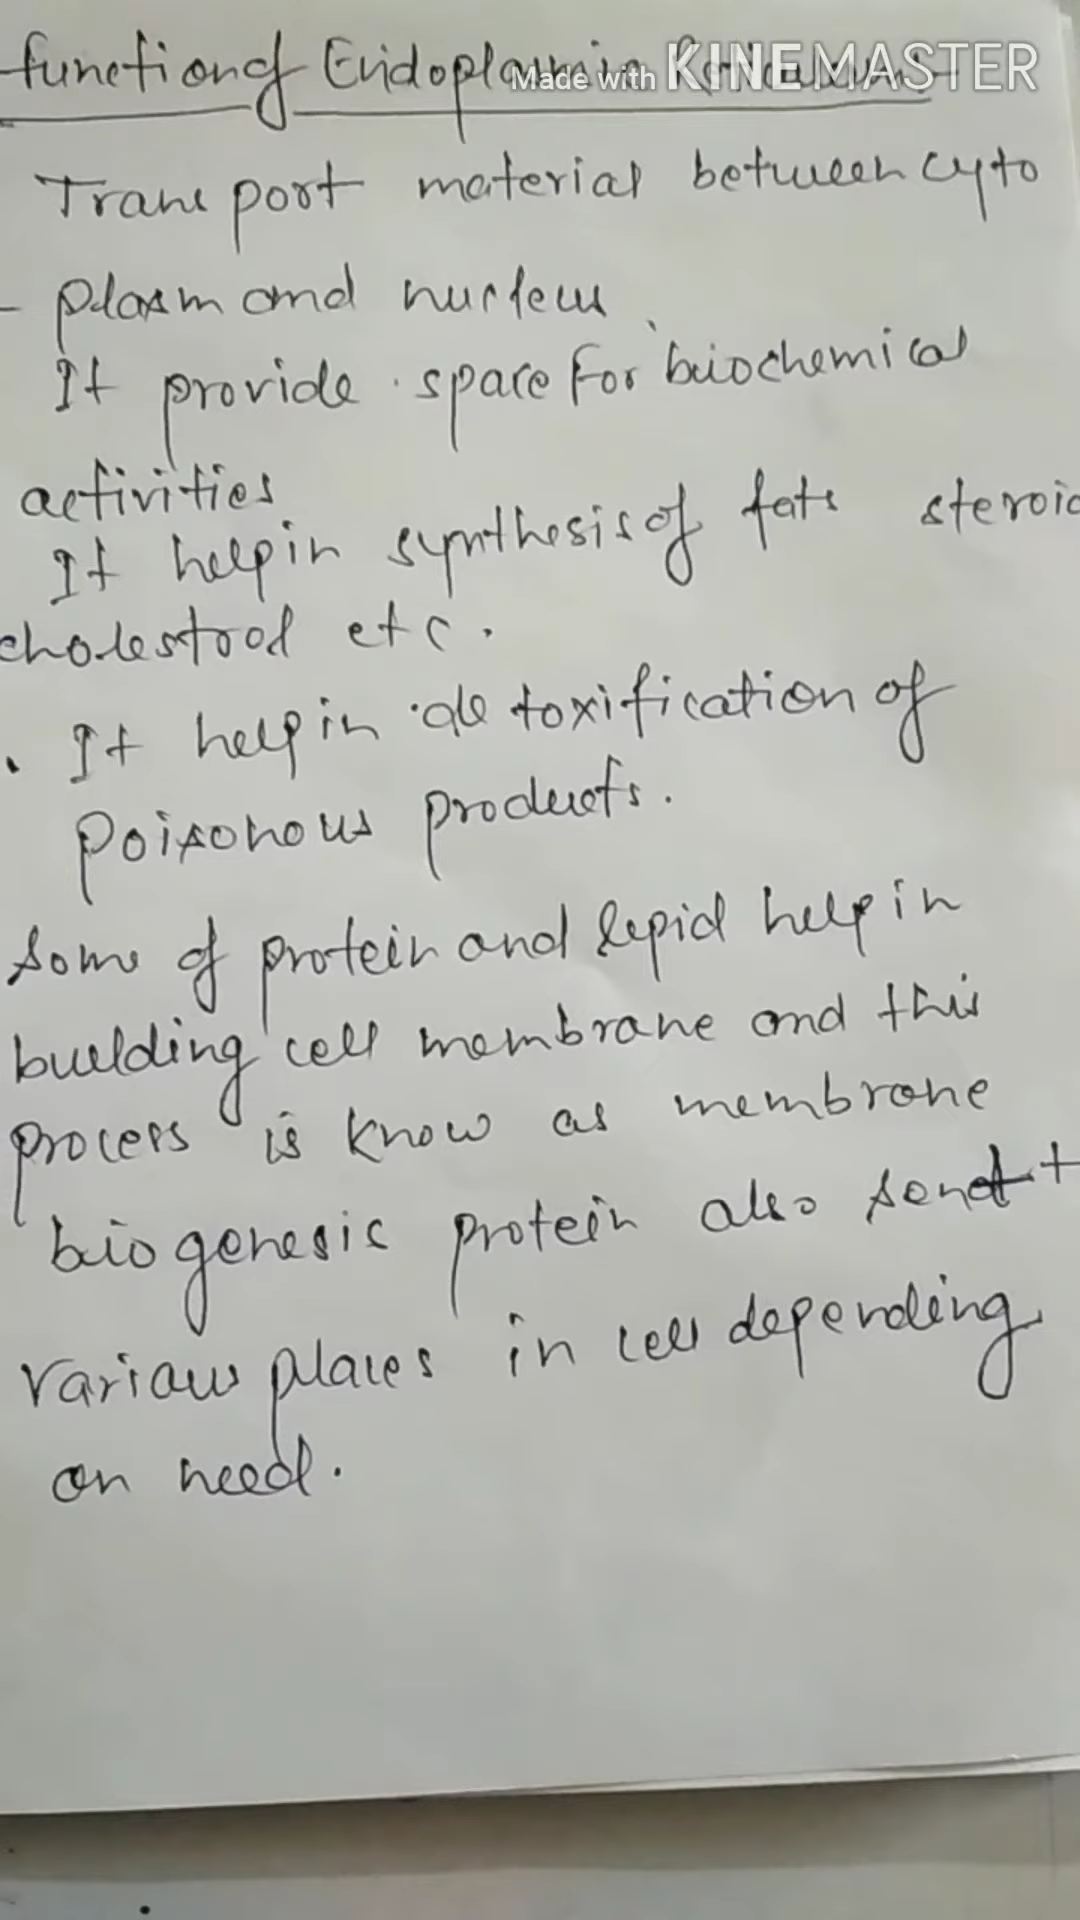 function of Endoplasmic
Made with KINEMASTER
Transport material between cyto
- plasm and nucleus
It provide space for biochemical
activities
It help in synthesis of fats steroid
cholestrool etc.
. It help in detoxification of
Poisonous products.
Some of protein and lepid help in
building cell membrane and this
process is know as membrane
biogenesis protein also send t
various places in cell depending
on need.